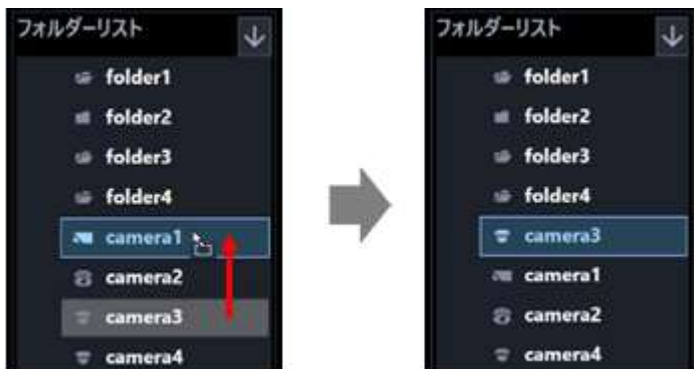 フォルダーリスト
folder1
folder2
folder3
folder4
camera1
camera2
camera3
camera4
フォルダーリスト
folder1
folder2
folder3
folder4
camera3
camera1
camera2
camera4